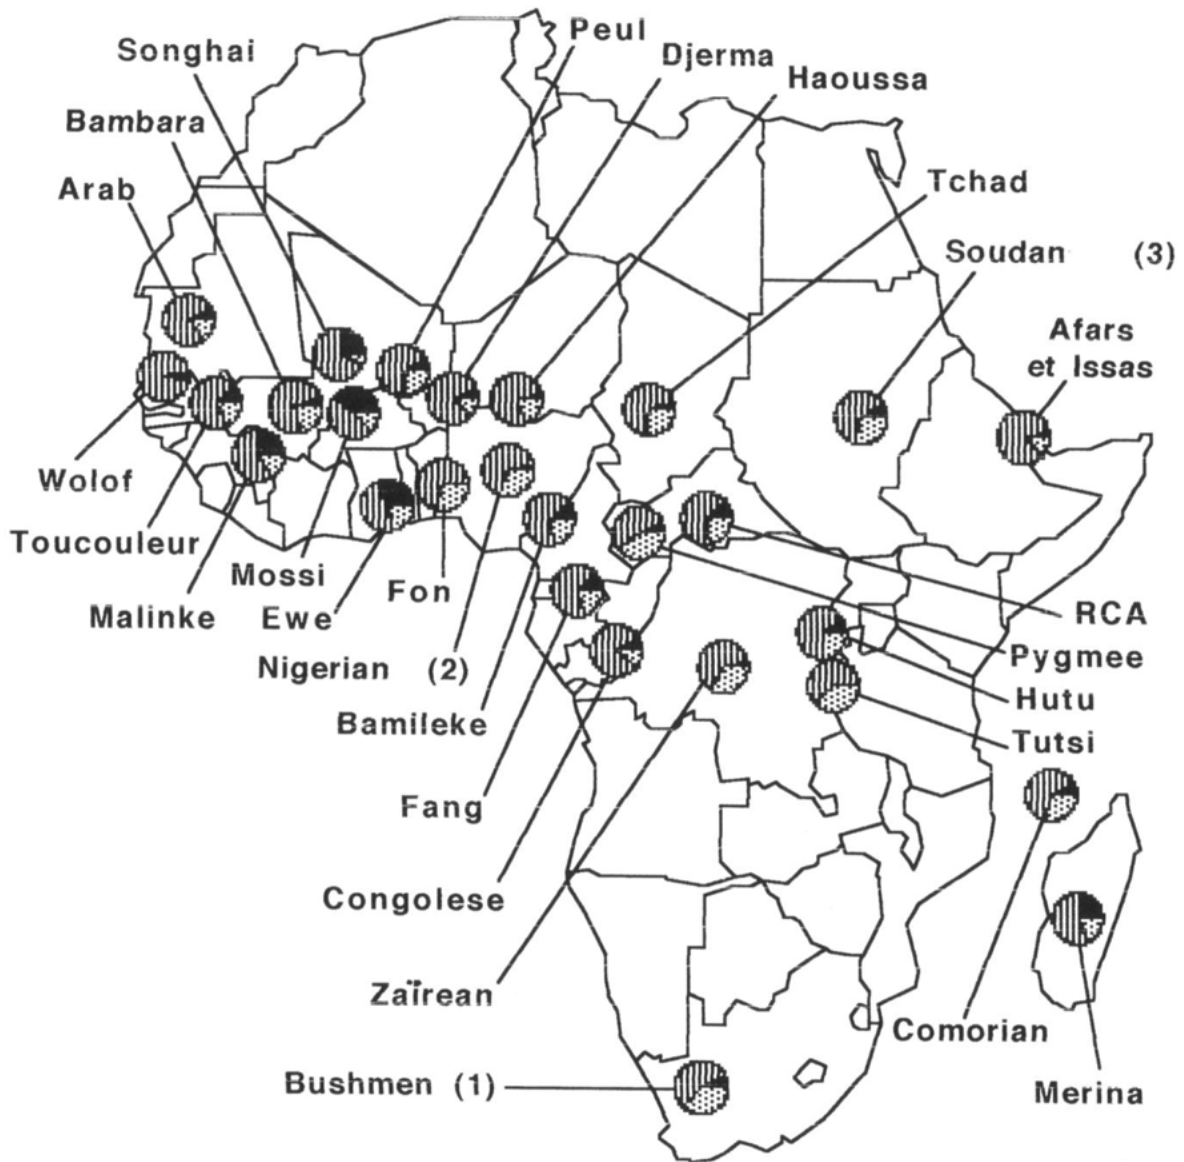 Peul
Songhai
Djerma
Haoussa
Bambara
Arab
Tchad
Soudan (3)
Afars
et Issas
Wolof
Toucouleur
Mossi
Fon
Malinke
Ewe
RCA
Nigerian (2)
Pygmee
Hutu
Bamileke
Tutsi
Fang
Congolese
Zaïrean
Comorian
Bushmen (1)
Merina